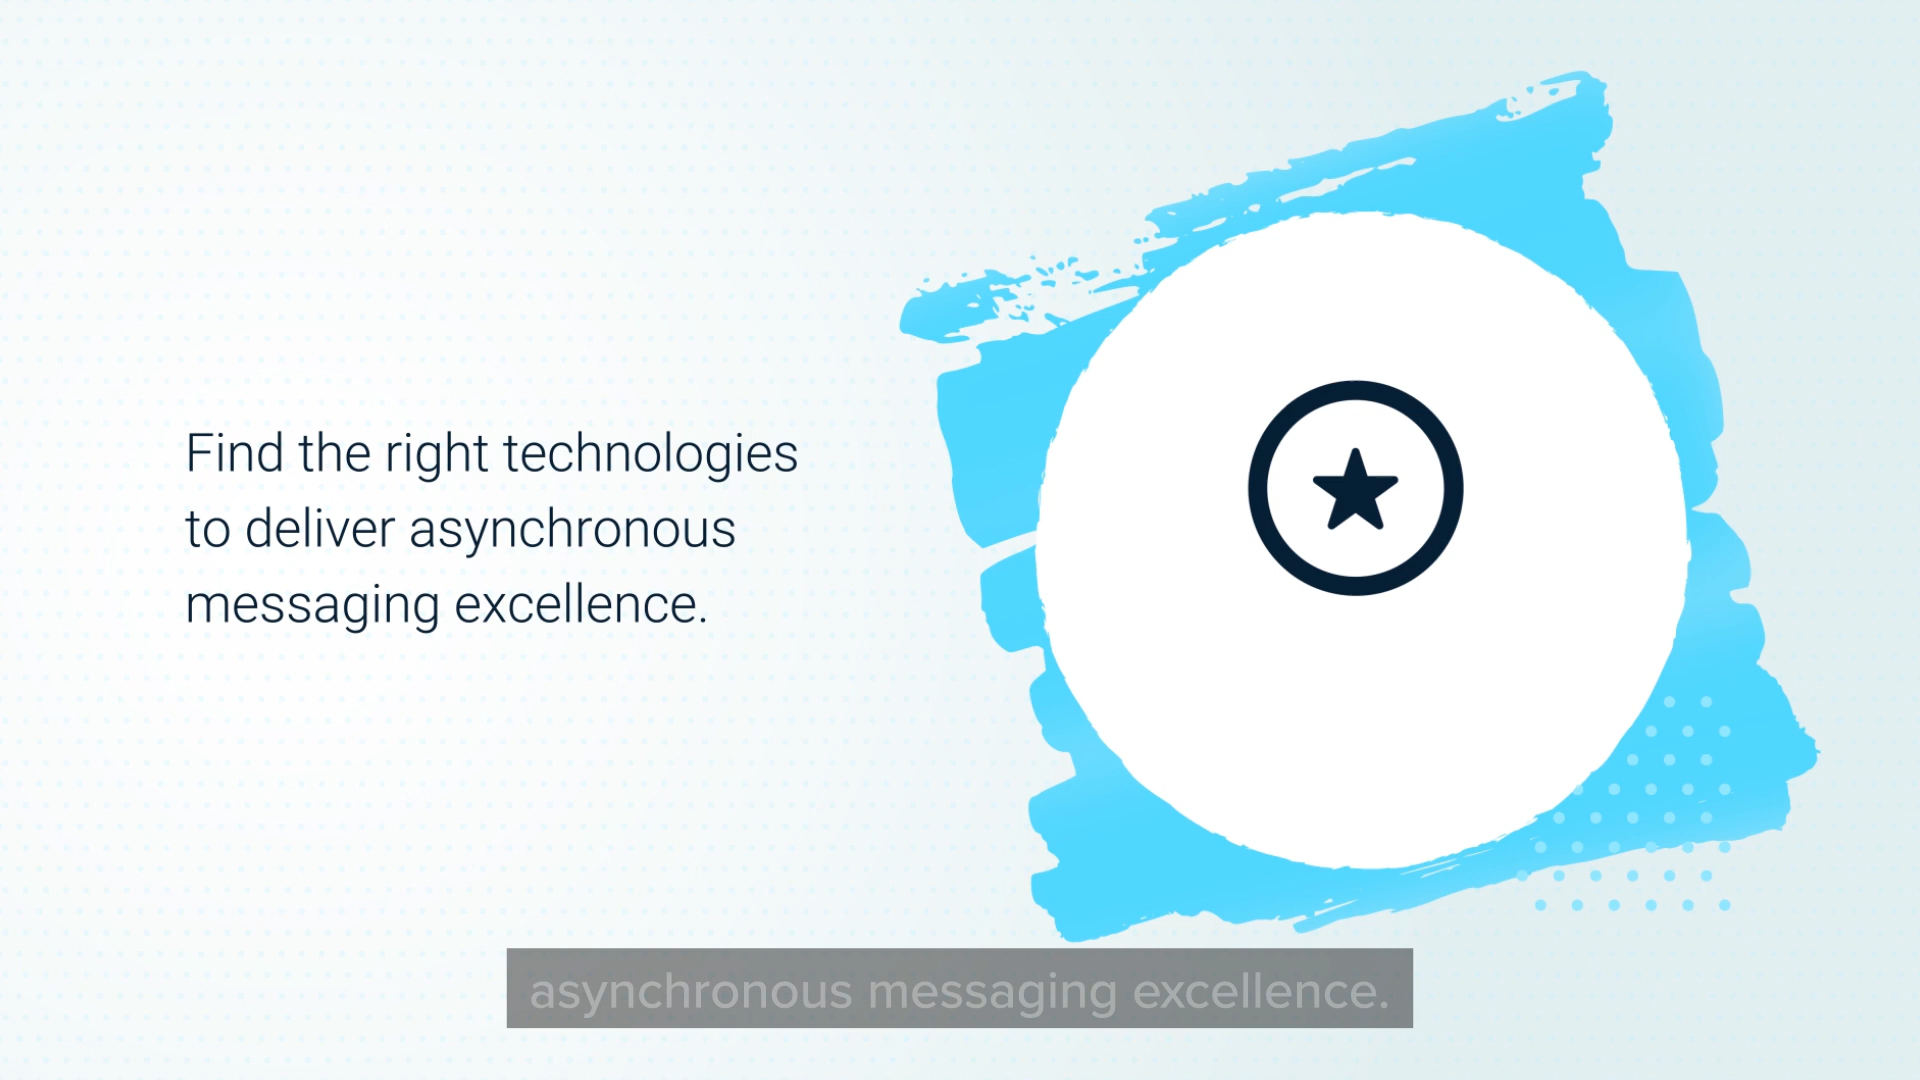 Find the right technologies
to deliver asynchronous
messaging excellence.
asynchronous messaging excellence.